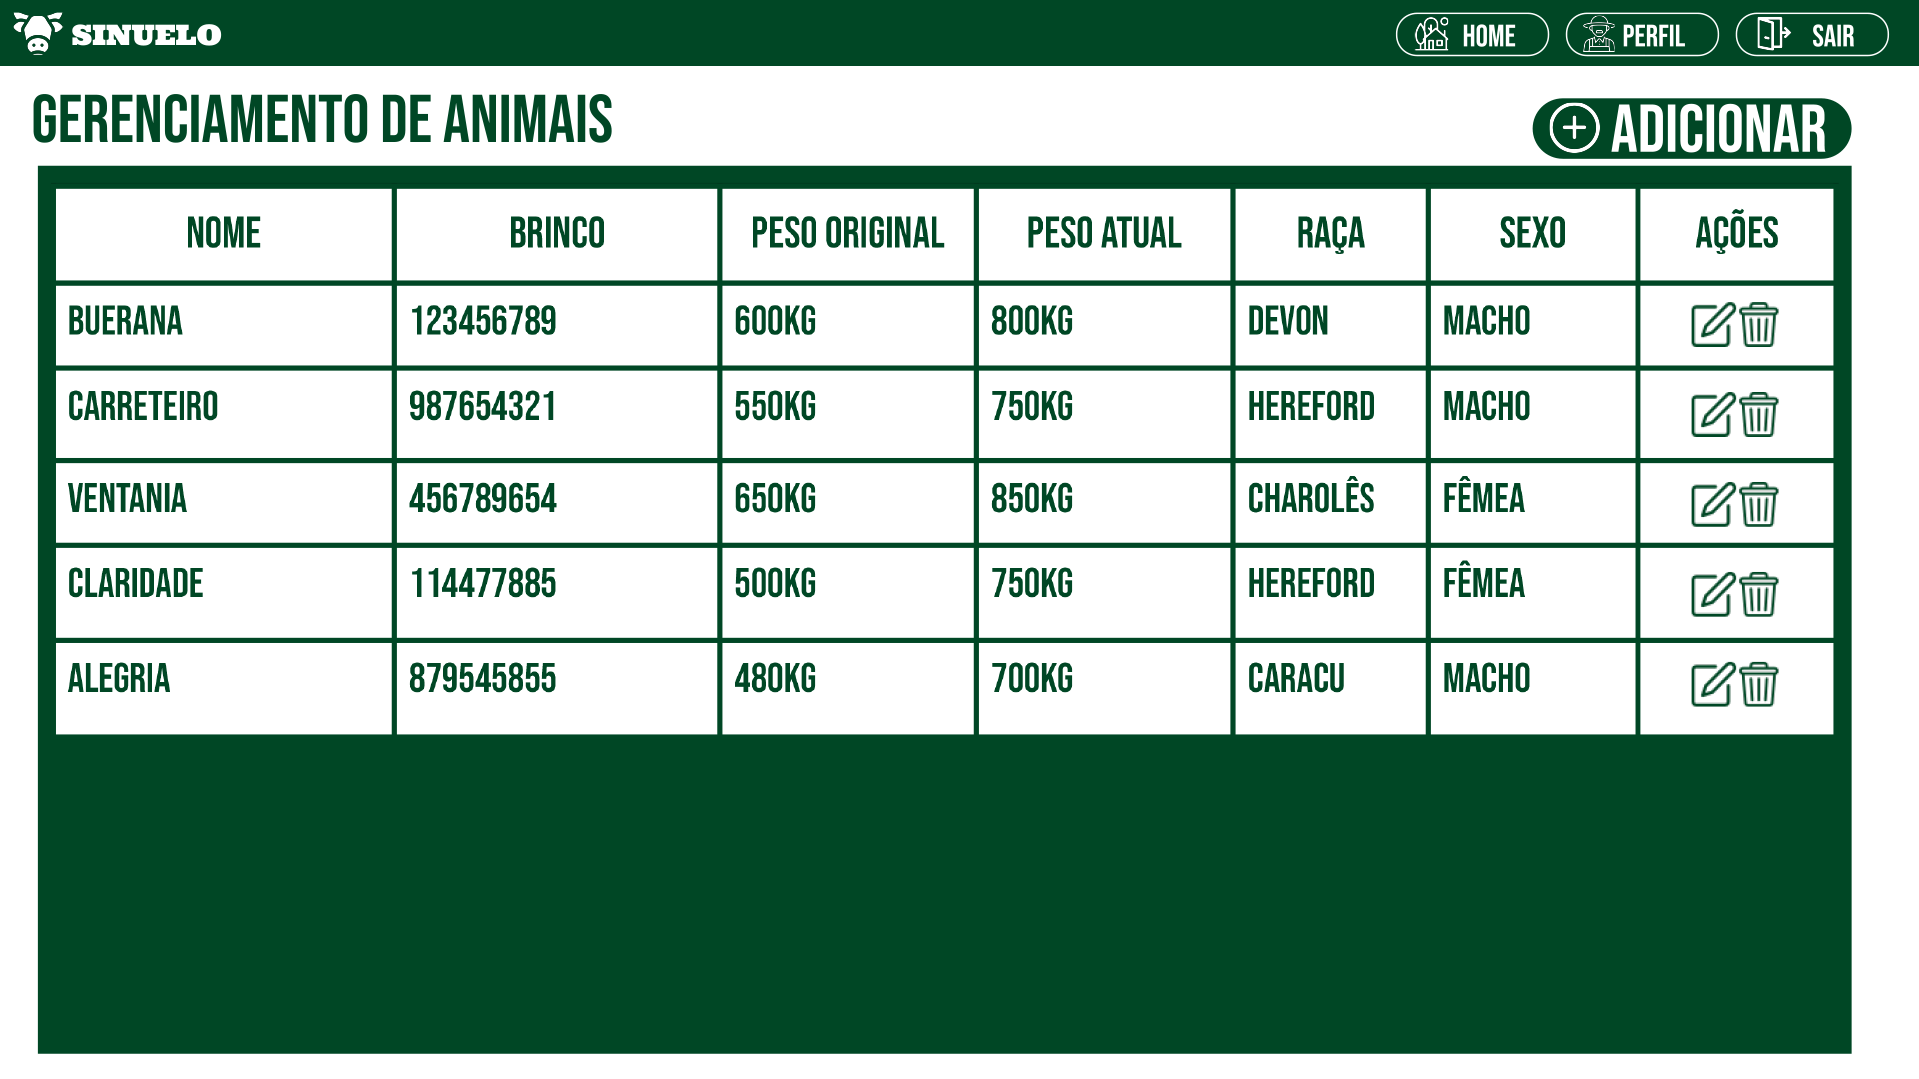 SINUELO
HOME
PERFIL
SAIR
GERENCIAMENTO DE ANIMAIS
ADICIONAR
NOME BRINCO PESO ORIGINAL PESO ATUAL RAÇA SEXO AÇÕES
BUERANA 123456789 600KG 800KG DEVON MACHO
CARRETEIRO 987654321 550KG 750KG HEREFORD MACHO
VENTANIA 456789654 650KG 850KG CHAROLÊS FÊMEA
CLARIDADE 114477885 500KG 750KG HEREFORD FÊMEA
ALEGRIA 879545855 480KG 700KG CARACU MACHO